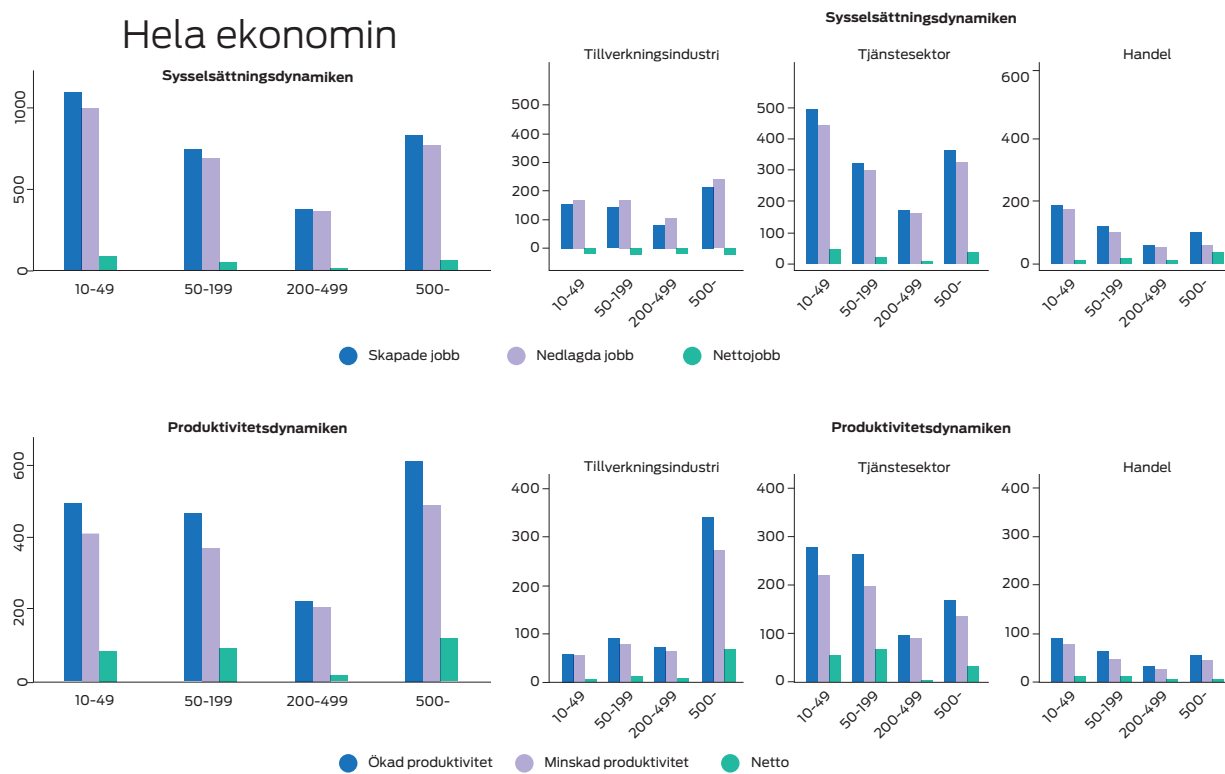 Hela ekonomin
Sysselsättningsdynamiken
1000
500
0
10-49 50-199 200-499 500-
Sysselsättningsdynamiken
Tillverkningsindustri
500
400
300
200
100
0
10-49 50-199 200-499 500-
Tjänstesektor
500
400
300
200
100
0
10-49 50-199 200-499 500-
Handel
600
400
200
0
10-49 50-199 200-499 500-
Skapade jobb Nedlagda jobb Nettojobb
Produktivitetsdynamiken
600
400
200
0
10-49 50-199 200-499 500-
Produktivitetsdynamiken
Tillverkningsindustri
400
300
200
100
0
10-49 50-199 200-499 500-
Tjänstesektor
400
300
200
100
0
10-49 50-199 200-499 500-
Handel
400
300
200
100
0
10-49 50-199 200-499 500-
Ökad produktivitet Minskad produktivitet Netto